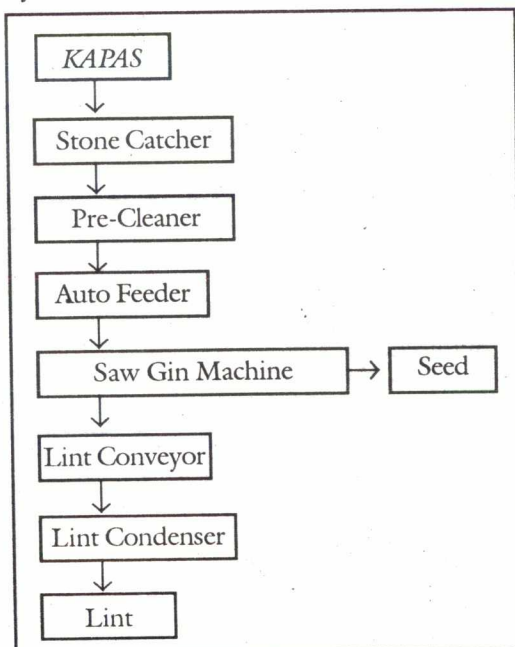 KAPAS
Stone Catcher
Pre-Cleaner
Auto Feeder
Saw Gin Machine
Seed
Lint Conveyor
Lint Condenser
Lint